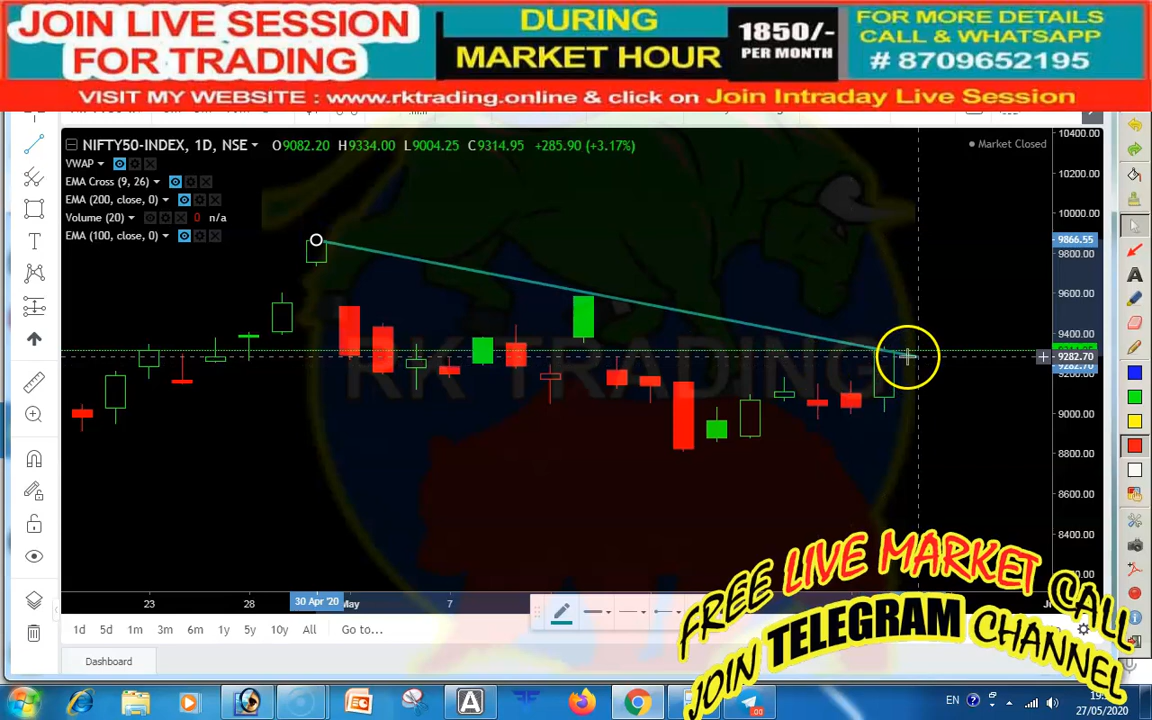 JOIN LIVE SESSION
FOR TRADING
DURING
MARKET HOUR
1850/-
PER MONTH
FOR MORE DETAILS
CALL & WHATSAPP
# 8709652195
VISIT MY WEBSITE : www.rktrading.online & click on Join Intraday Live Session
NIFTY50-INDEX, 1D, NSE O9082.20 H9334.00 L9004.25 C9314.95 +285.90 (+3.17%)
Market Closed
VWAP
EMA Cross (9, 26)
EMA (200, close, 0)
Volume (20) 0 n/a
EMA (100, close, 0)
10400.00
10200.00
10000.00
9866.55
9800.00
9600.00
9400.00
9282.70
9000.00
8800.00
8600.00
8400.00
RK TRADING
23
28
30 Apr '20
May
7
1d 5d 1m 3m 6m 1y 5y 10y All Go to...
Dashboard
FREE LIVE MARKET CALL
JOIN TELEGRAM CHANNEL
EN
27/05/2020